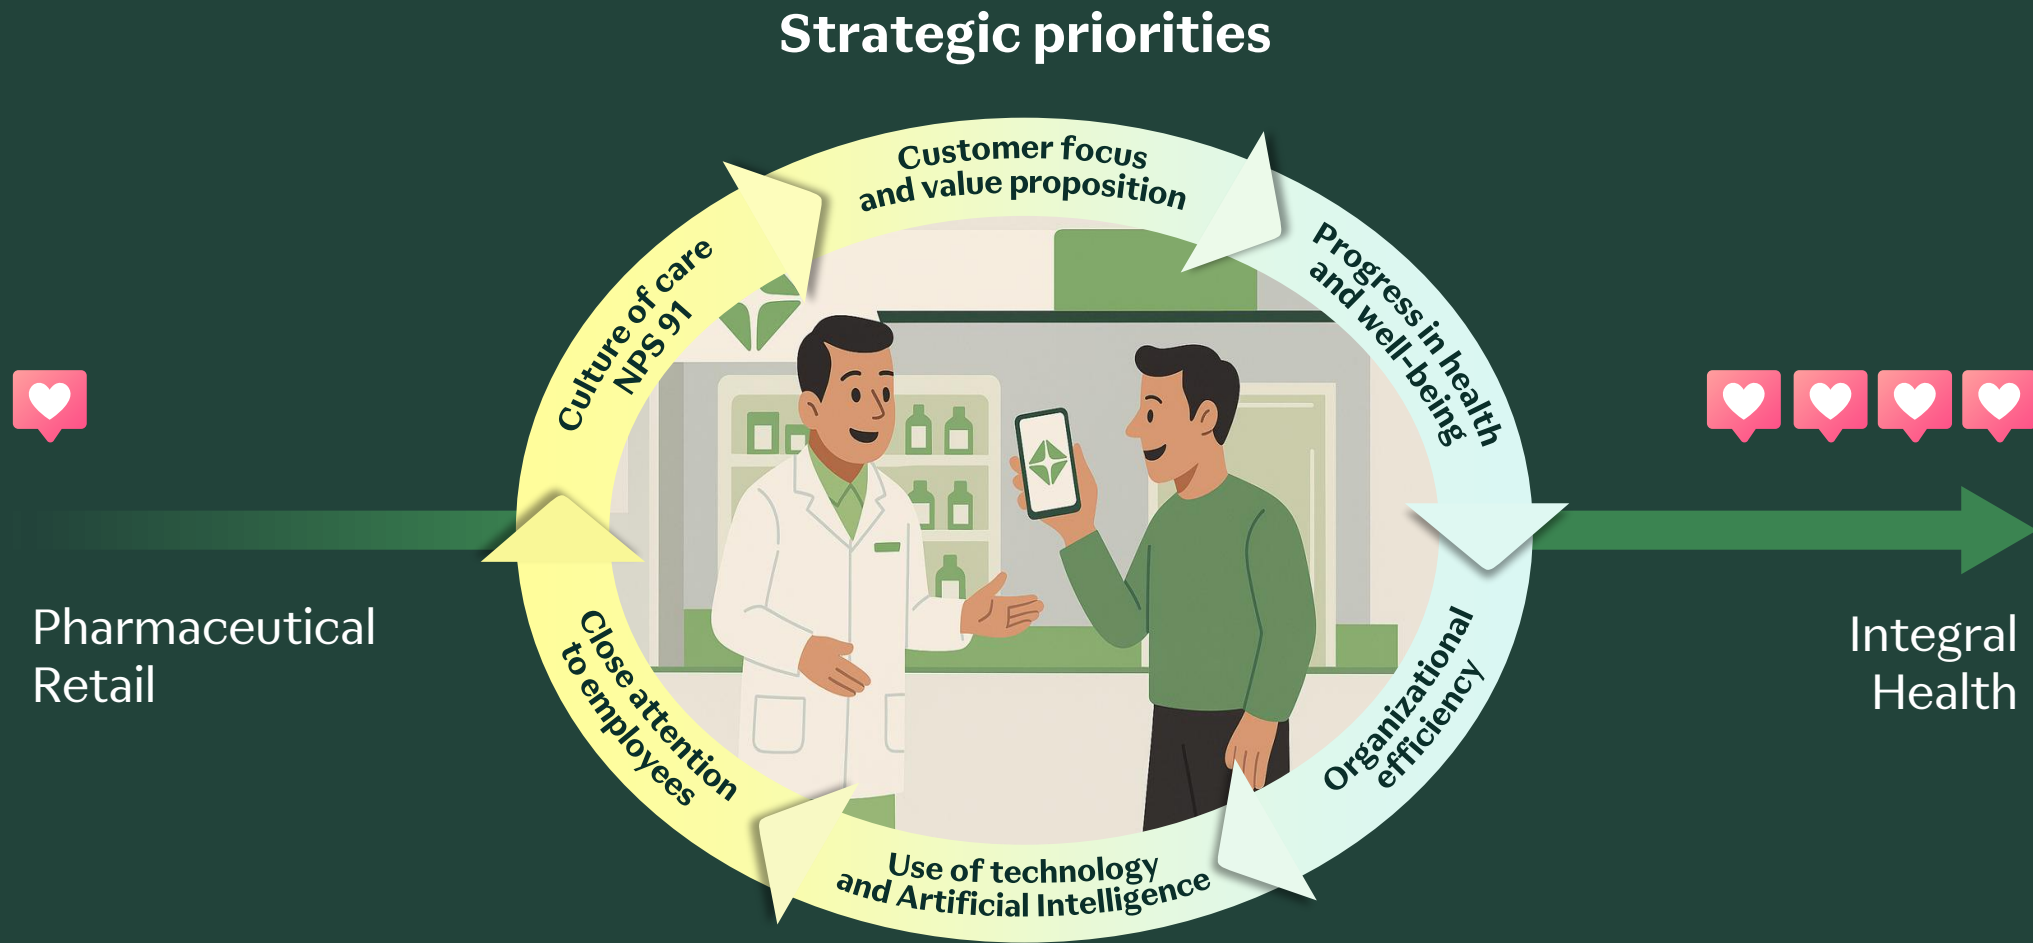 Strategic priorities
Customer focus
and value proposition
Progress in health
and well-being
Organizational
efficiency
Use of technology
and Artificial Intelligence
Close attention
to employees
Culture of care
NPS 91
Pharmaceutical
Retail
Integral
Health